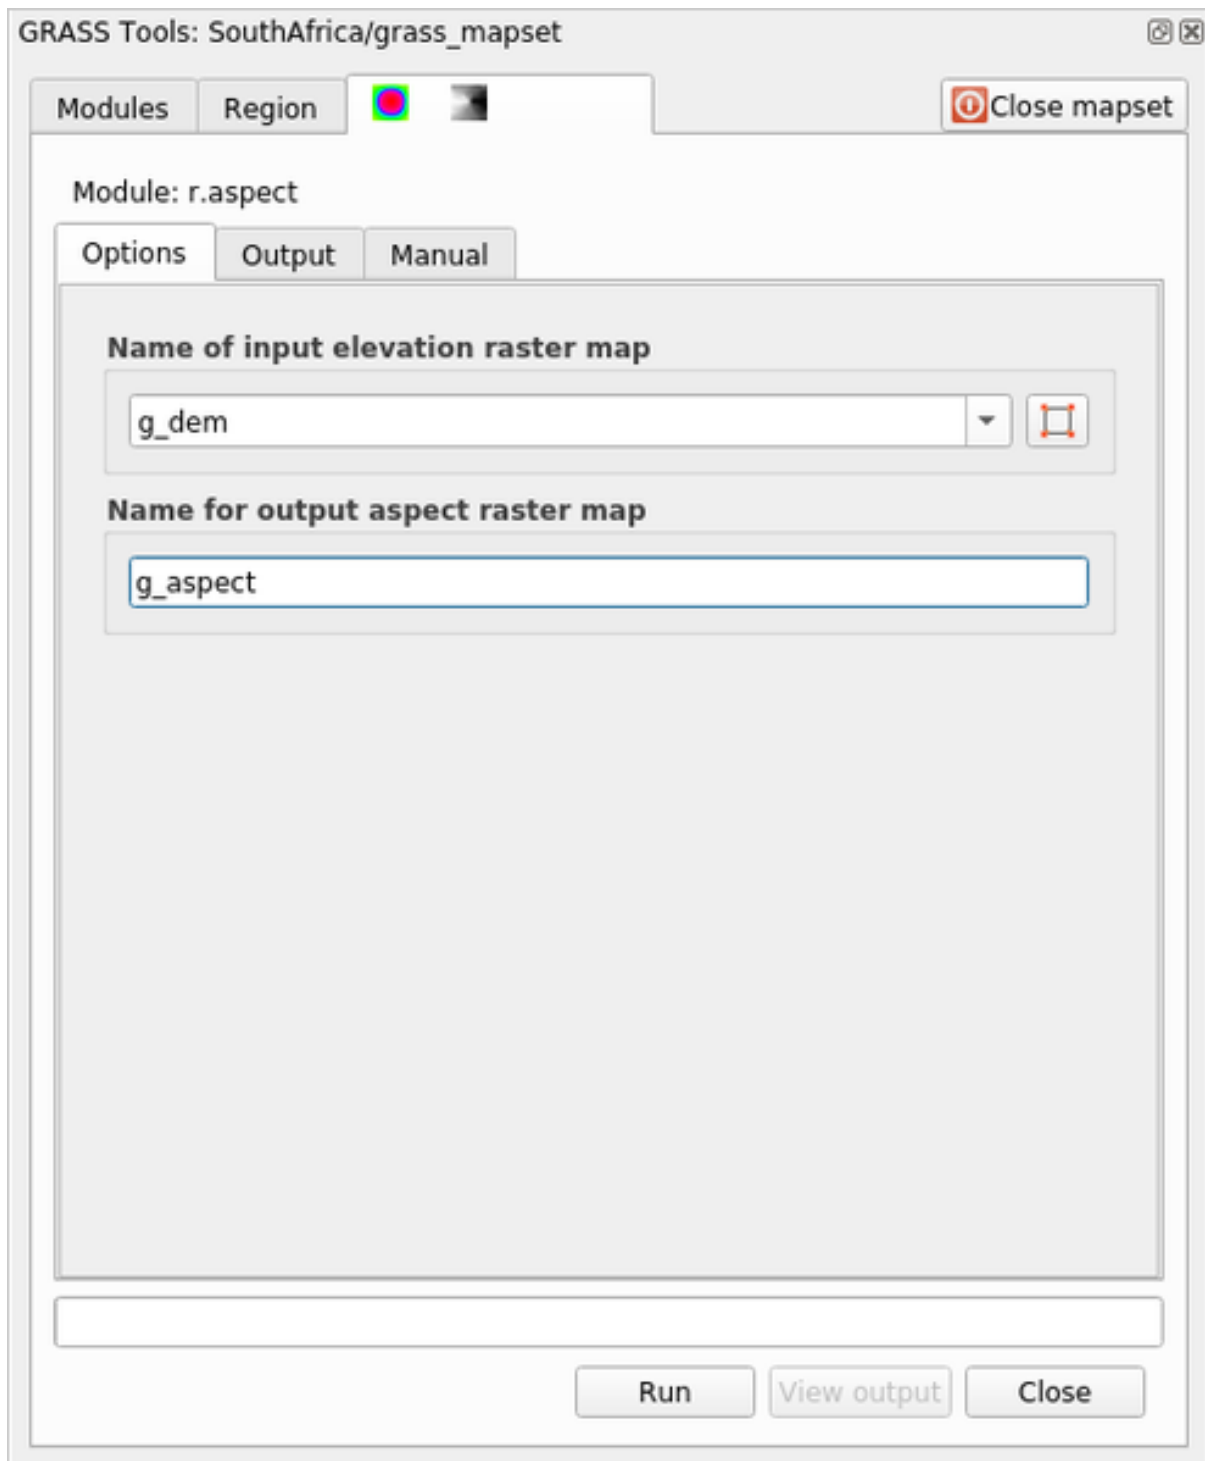 GRASS Tools: SouthAfrica/grass_mapset
Modules Region Close mapset
Module: r.aspect
Options Output Manual
Name of input elevation raster map
g_dem
Name for output aspect raster map
g_aspect
Run View output Close